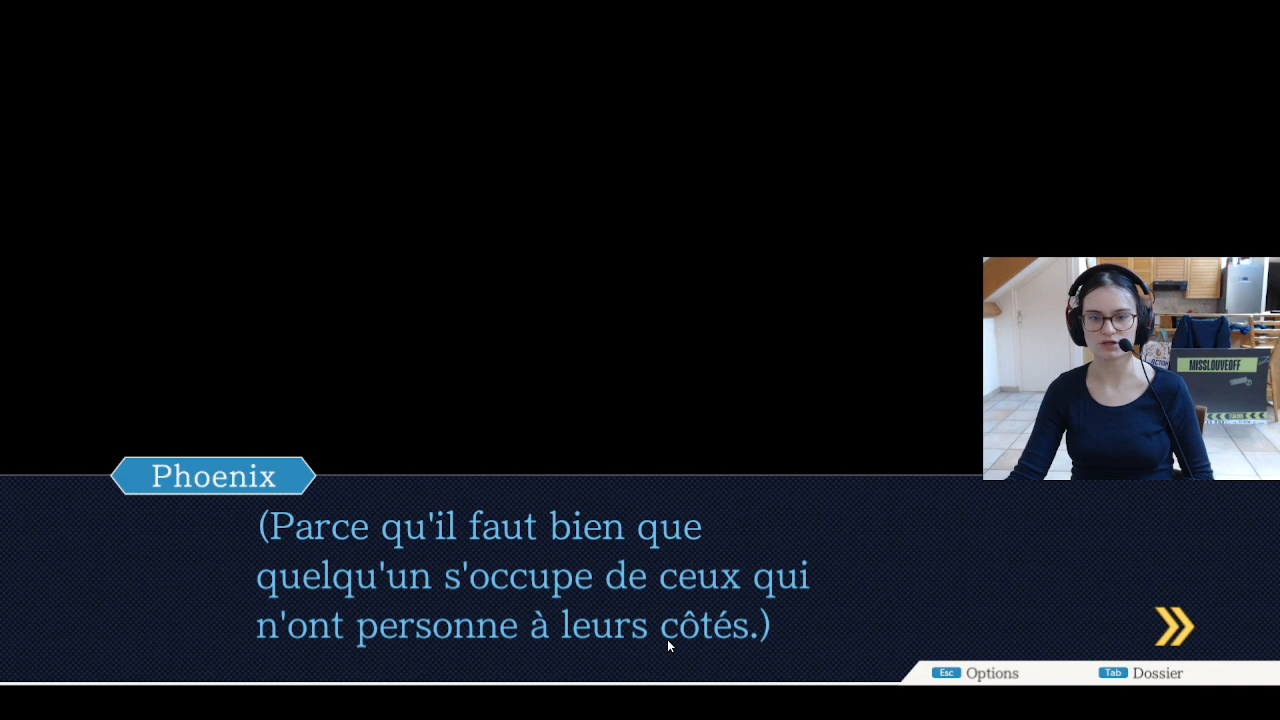 MISSLOUVEOFF
Phoenix
(Parce qu'il faut bien que
quelqu'un s'occupe de ceux qui
n'ont personne à leurs côtés.)
Esc Options
Tab Dossier